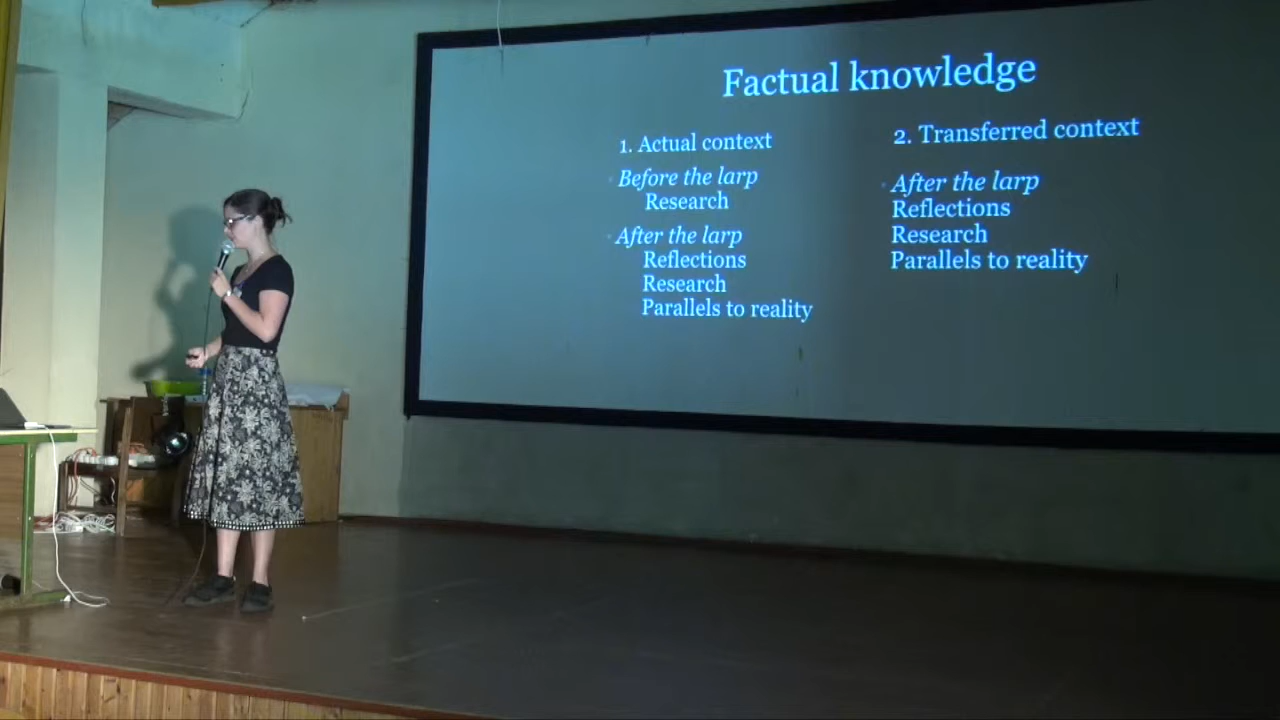 Factual knowledge
1. Actual context
Before the larp
Research
After the larp
Reflections
Research
Parallels to reality
2. Transferred context
After the larp
Reflections
Research
Parallels to reality